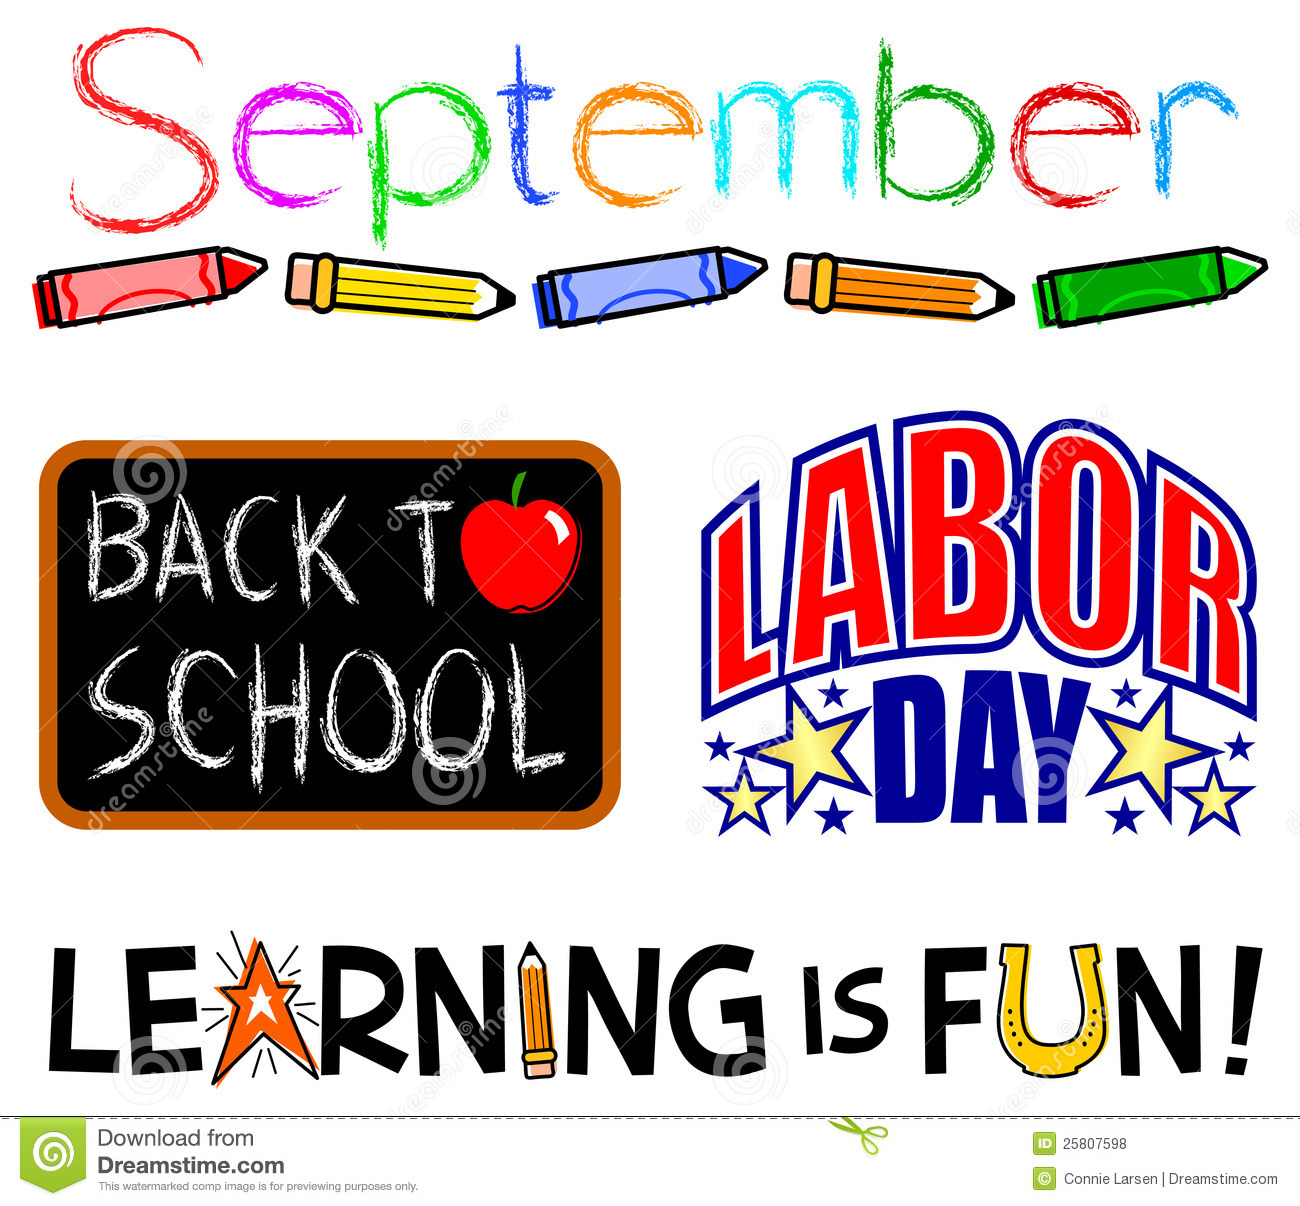 September
BACK TO
SCHOOL
LABOR
DAY
LEARNING IS FUN!
Download from
Dreamstime.com
This watermarked comp image is for previewing purposes only.
ID 25807598
© Connie Larsen | Dreamstime.com